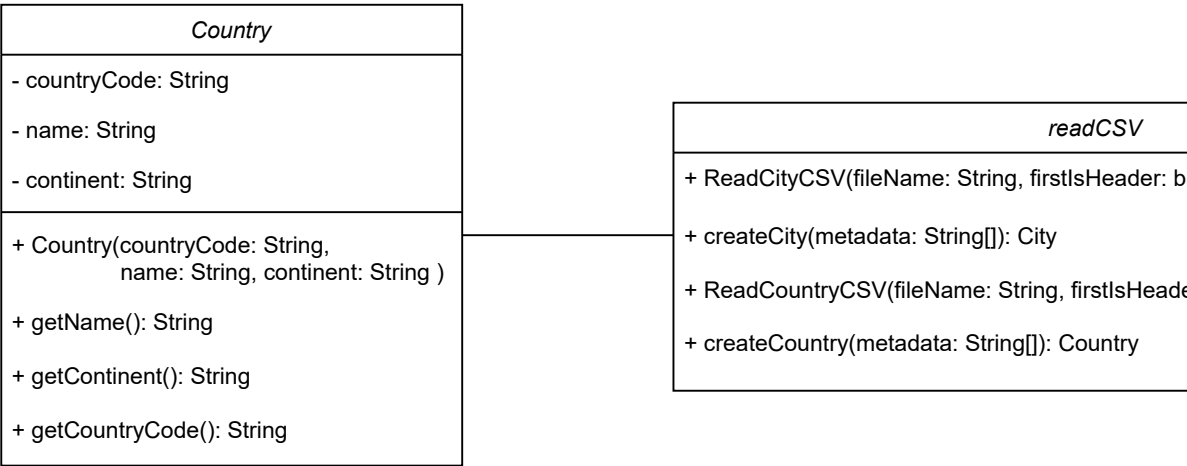 Country
- countryCode: String
- name: String
- continent: String
+ Country(countryCode: String,
name: String, continent: String )
+ getName(): String
+ getContinent(): String
+ getCountryCode(): String
readCSV
+ ReadCityCSV(fileName: String, firstIsHeader: b
+ createCity(metadata: String[]): City
+ ReadCountryCSV(fileName: String, firstIsHeade
+ createCountry(metadata: String[]): Country